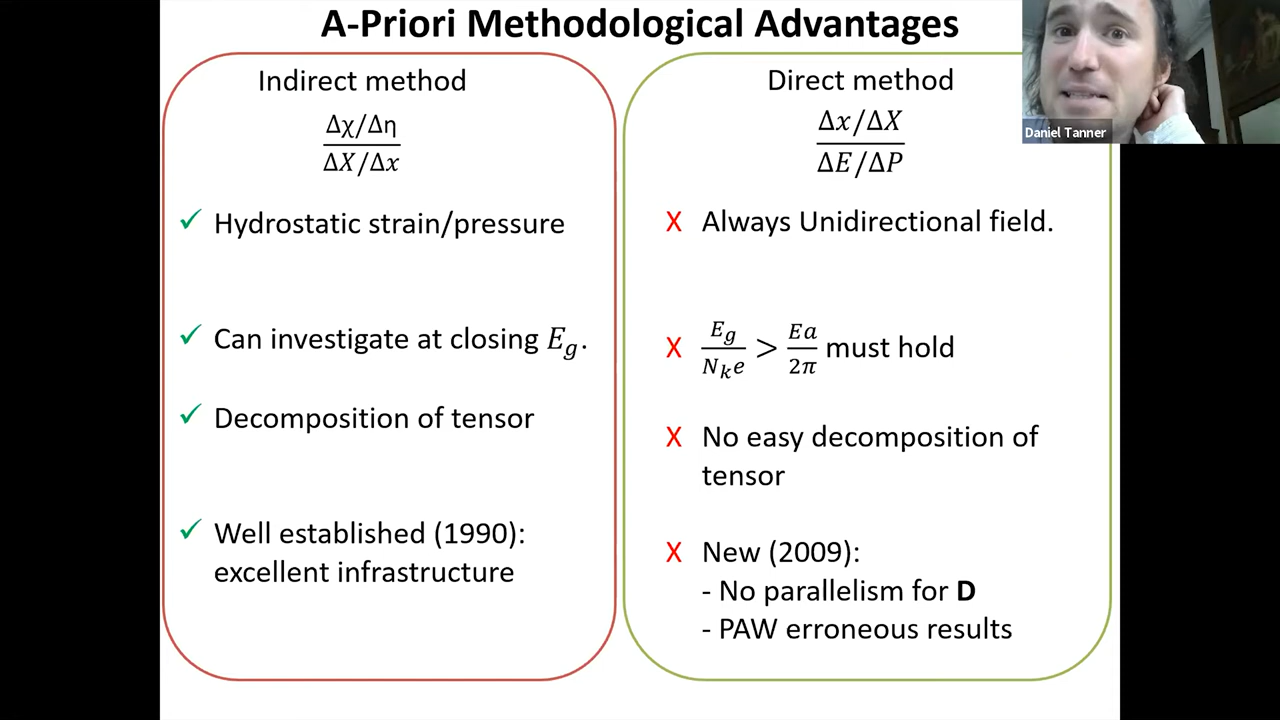 A-Priori Methodological Advantages
Indirect method
Δχ/Δη
ΔX/Δx
✓ Hydrostatic strain/pressure
✓ Can investigate at closing E_g.
✓ Decomposition of tensor
✓ Well established (1990):
excellent infrastructure
Direct method
Δx/ΔX
ΔE/ΔP
X Always Unidirectional field.
E_g/N_k e > Ea/2π must hold
X No easy decomposition of
tensor
X New (2009):
- No parallelism for D
- PAW erroneous results
Daniel Tanner